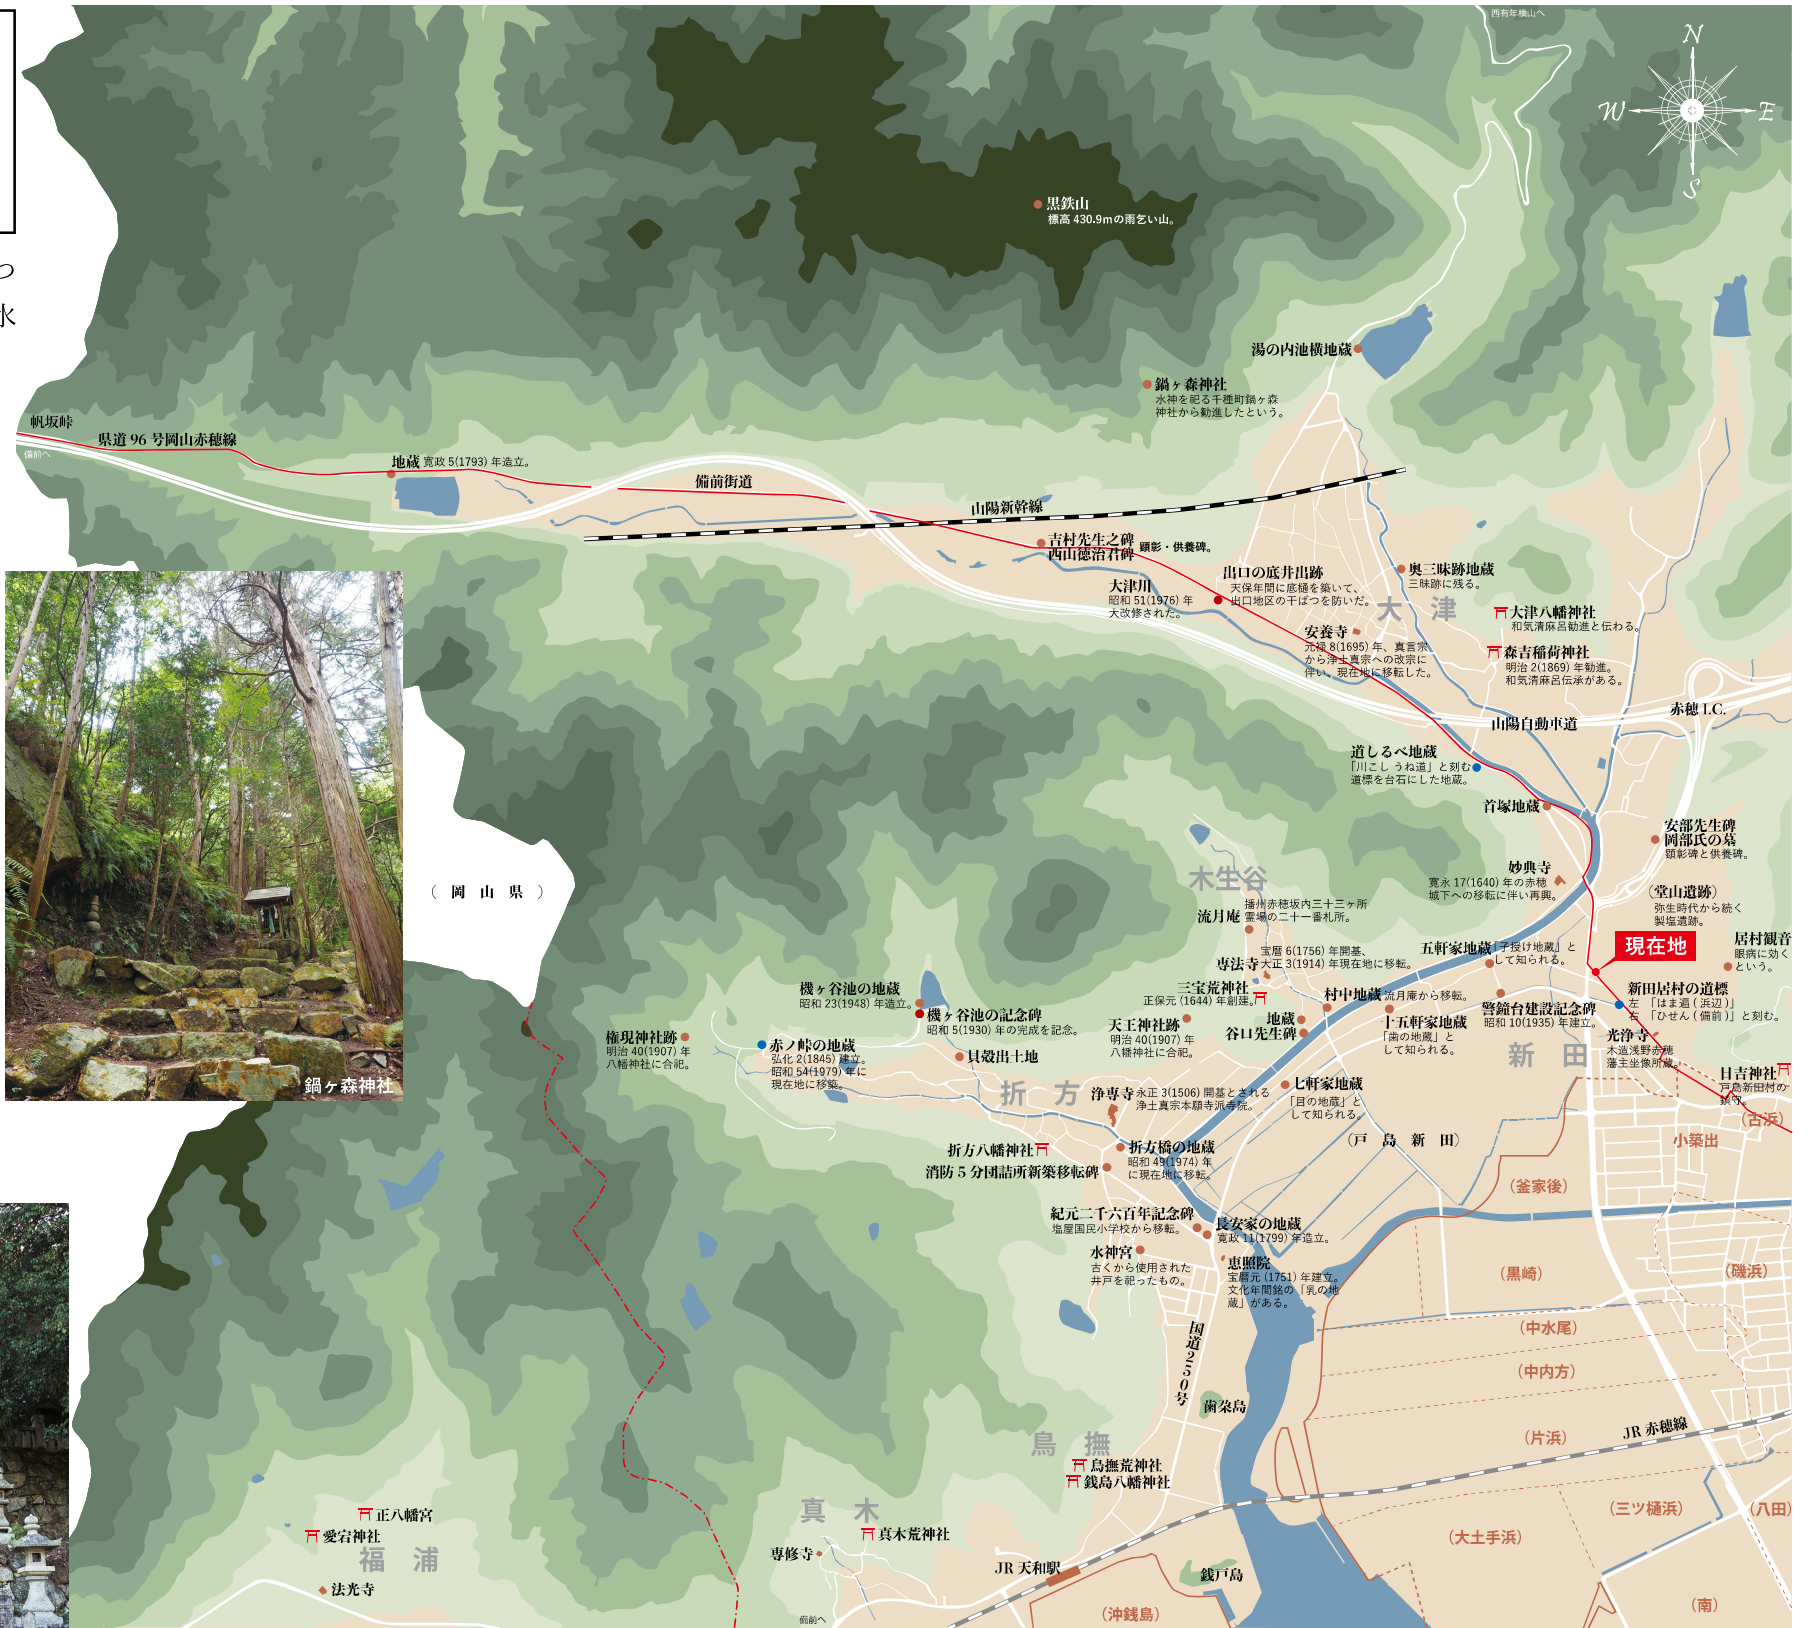 西有年横山へ
N
W
E
S
つ
水
黒鉄山
標高 430.9mの雨乞い山。
湯の内池横地蔵
鍋ヶ森神社
水神を祀る千種町鍋ヶ森
神社から勧進したという。
帆坂峠
県道 96 号岡山赤穂線
備前へ
地蔵 寛政 5(1793) 年造立。
備前街道
山陽新幹線
吉村先生之碑
西山徳治君碑 顕彰・供養碑。
大津川
昭和 51(1976) 年
大改修された。
出口の底井出跡
天保年間に底樋を築いて、
出口地区の干ばつを防いだ。
奥三昧跡地蔵
三昧跡に残る。
大 津
大津八幡神社
和気清麻呂勧進と伝わる。
安養寺
元禄 8(1695) 年、真言宗
から浄土真宗への改宗に
伴い、現在地に移転した。
森吉稲荷神社
明治 2(1869) 年勧進。
和気清麻呂伝承がある。
赤穂 I.C.
山陽自動車道
道しるべ地蔵
「川こし うね道」と刻む
道標を台石にした地蔵。
首塚地蔵
安部先生碑
岡部氏の墓
顕彰碑と供養碑。
妙典寺
寛永 17(1640) 年の赤穂
城下への移転に伴い再興。
(堂山遺跡)
弥生時代から続く
製塩遺跡。
木生谷
流月庵
播州赤穂坂内三十三ヶ所
霊場の二十一番札所。
(岡山県)
現在地
居村観音
眼病に効く
という。
五軒家地蔵
「子授け地蔵」と
して知られる。
専法寺
宝暦 6(1756) 年開基、
大正 3(1914) 年現在地に移転。
三宝荒神社
正保元 (1644) 年創建。
機ヶ谷池の地蔵
昭和 23(1948) 年造立。
機ヶ谷池の記念碑
昭和 5(1930) 年の完成を記念。
村中地蔵 流月庵から移転。
新田居村の道標
左 「はま逼 ( 浜辺 )」
右 「ひせん ( 備前 )」と刻む。
警鐘台建設記念碑
昭和 10(1935) 年建立。
天王神社跡
明治 40(1907) 年
八幡神社に合祀。
地蔵
谷口先生碑
十五軒家地蔵
「歯の地蔵」と
して知られる。
権現神社跡
明治 40(1907) 年
八幡神社に合祀。
赤ノ峠の地蔵
弘化 2(1845) 建立。
昭和 54(1979) 年に
現在地に移築。
貝殻出土地
光浄寺
木造浅野赤穂
藩主坐像所蔵。
新 田
日吉神社
戸島新田村の
鎮守。
鍋ヶ森神社
折 方
浄専寺 永正 3(1506) 開基とされる
浄土真宗本願寺派寺院。
七軒家地蔵
「目の地蔵」と
して知られる。
(古浜)
小築出
(戸島新田)
折方八幡神社
折方橋の地蔵
昭和 49(1974) 年
に現在地に移転。
消防 5 分団詰所新築移転碑
(釜家後)
紀元二千六百年記念碑
塩屋国民小学校から移転。
長安家の地蔵
寛政 11(1799) 年造立。
水神宮
古くから使用された
井戸を祀ったもの。
恵照院
宝暦元 (1751) 年建立。
文化年間銘の「乳の地
蔵」がある。
(黒崎)
(磯浜)
(中水尾)
国道250号
(中内方)
歯朶島
(片浜)
JR 赤穂線
鳥 撫
鳥撫荒神社
銭島八幡神社
(三ツ樋浜)
(八田)
(大土手浜)
正八幡宮
愛宕神社
福 浦
法光寺
真 木
真木荒神社
専修寺
JR 天和駅
銭戸島
備前へ
(沖銭島)
(南)